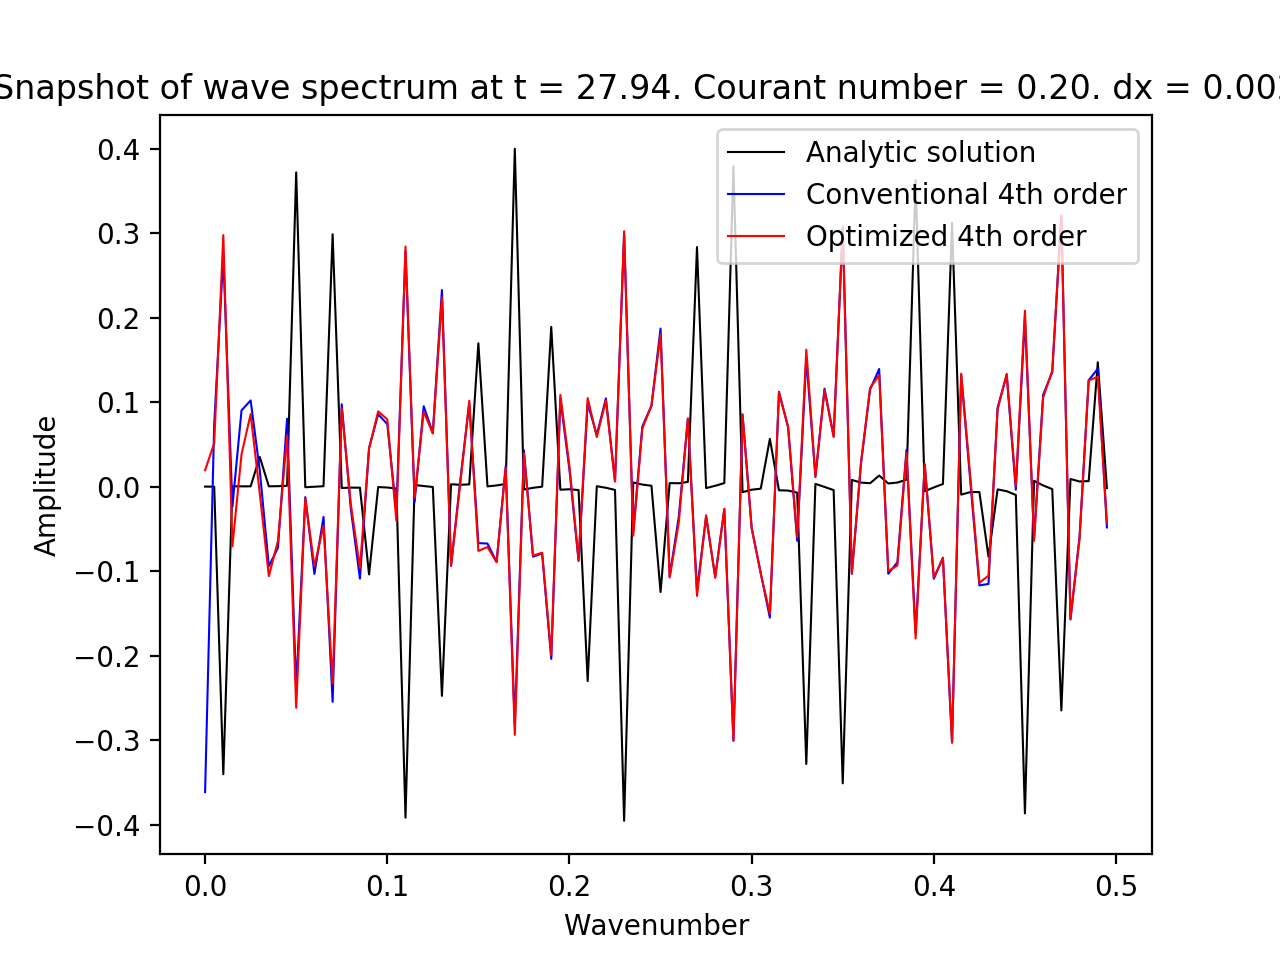 Snapshot of wave spectrum at t = 27.94. Courant number = 0.20. dx = 0.00
Analytic solution
Conventional 4th order
Optimized 4th order
0.4
0.3
0.2
0.1
0.0
−0.1
−0.2
−0.3
−0.4
Amplitude
0.0 0.1 0.2 0.3 0.4 0.5
Wavenumber